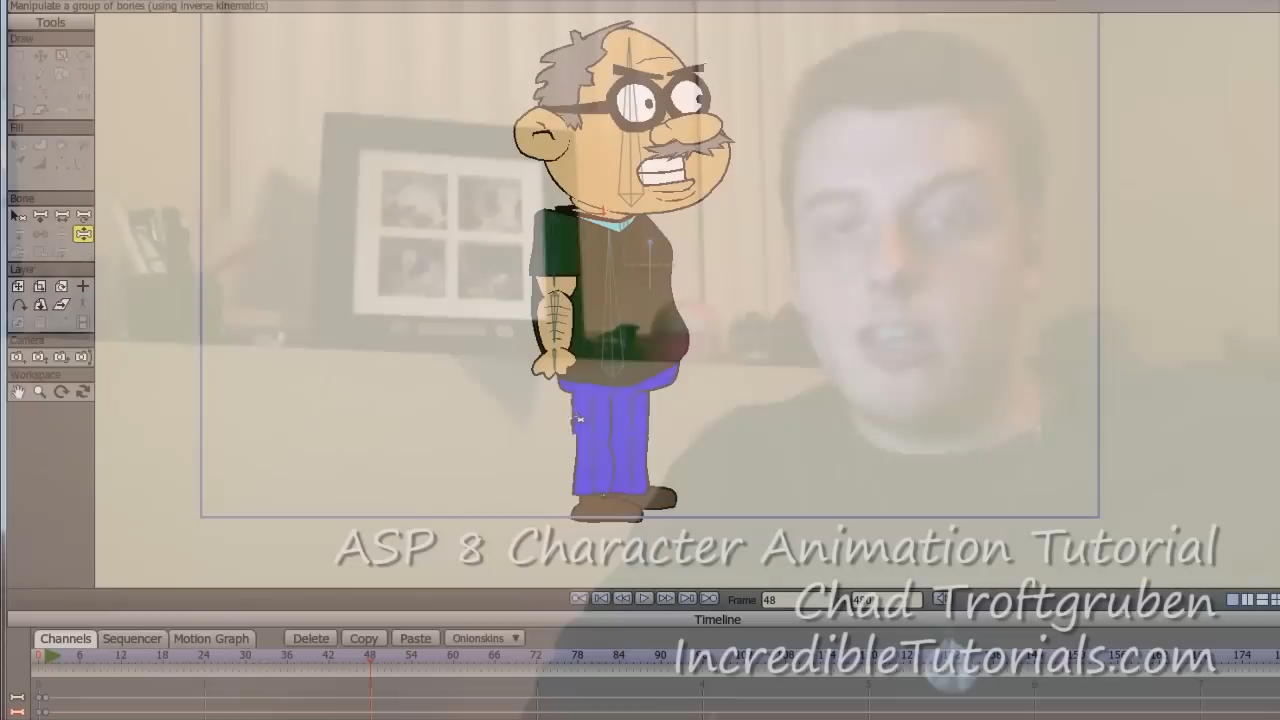 Manipulate a group of bones (using inverse kinematics)
Tools
Draw
Fill
Bone
Layer
Camera
Workspace
ASP 8 Character Animation Tutorial
Chad Troftgruben
IncredibleTutorials.com
Frame 48
Timeline
Channels Sequencer Motion Graph Delete Copy Paste Onionskins
0 6 12 18 24 30 36 42 48 54 60 66 72 78 84 90 174